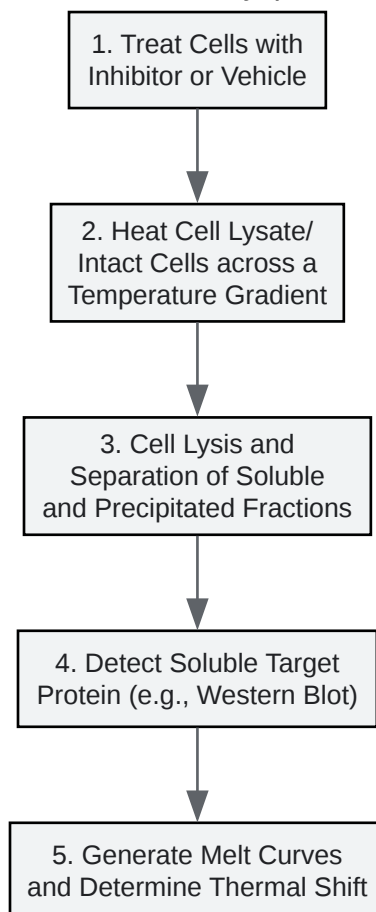 1. Treat Cells with
Inhibitor or Vehicle
2. Heat Cell Lysate/
Intact Cells across a
Temperature Gradient
3. Cell Lysis and
Separation of Soluble
and Precipitated Fractions
4. Detect Soluble Target
Protein (e.g., Western Blot)
5. Generate Melt Curves
and Determine Thermal Shift